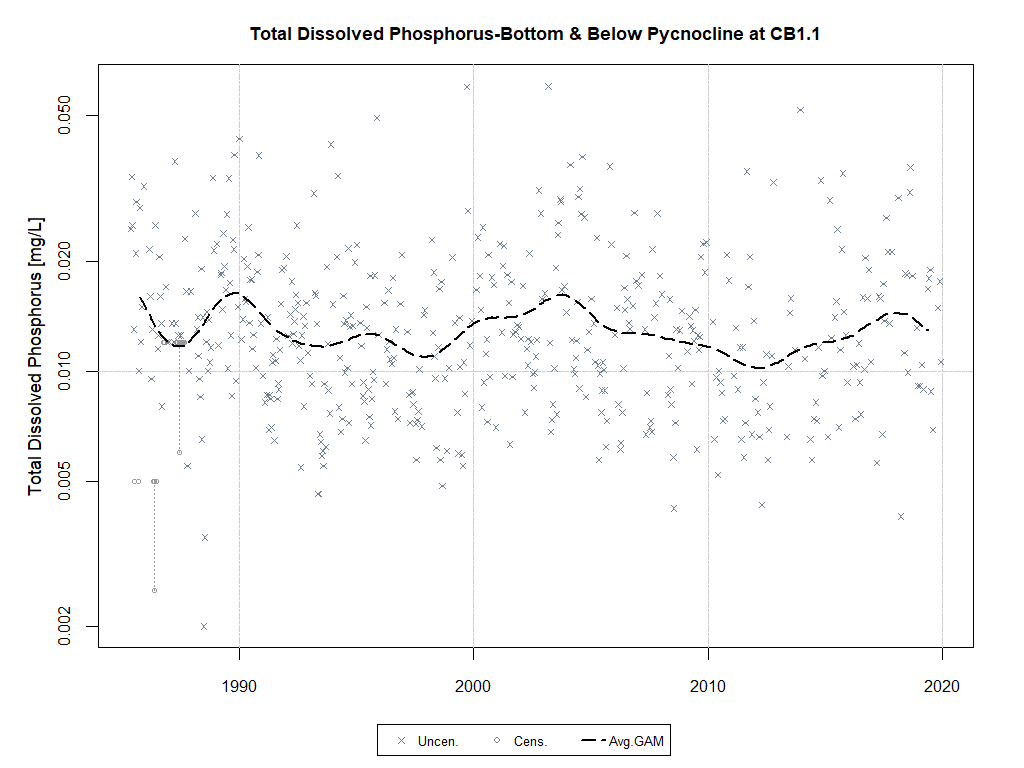 Total Dissolved Phosphorus-Bottom & Below Pycnocline at CB1.1
Total Dissolved Phosphorus [mg/L]
0.050
0.020
0.010
0.005
0.002
1990 2000 2010 2020
Uncen. Cens. Avg.GAM